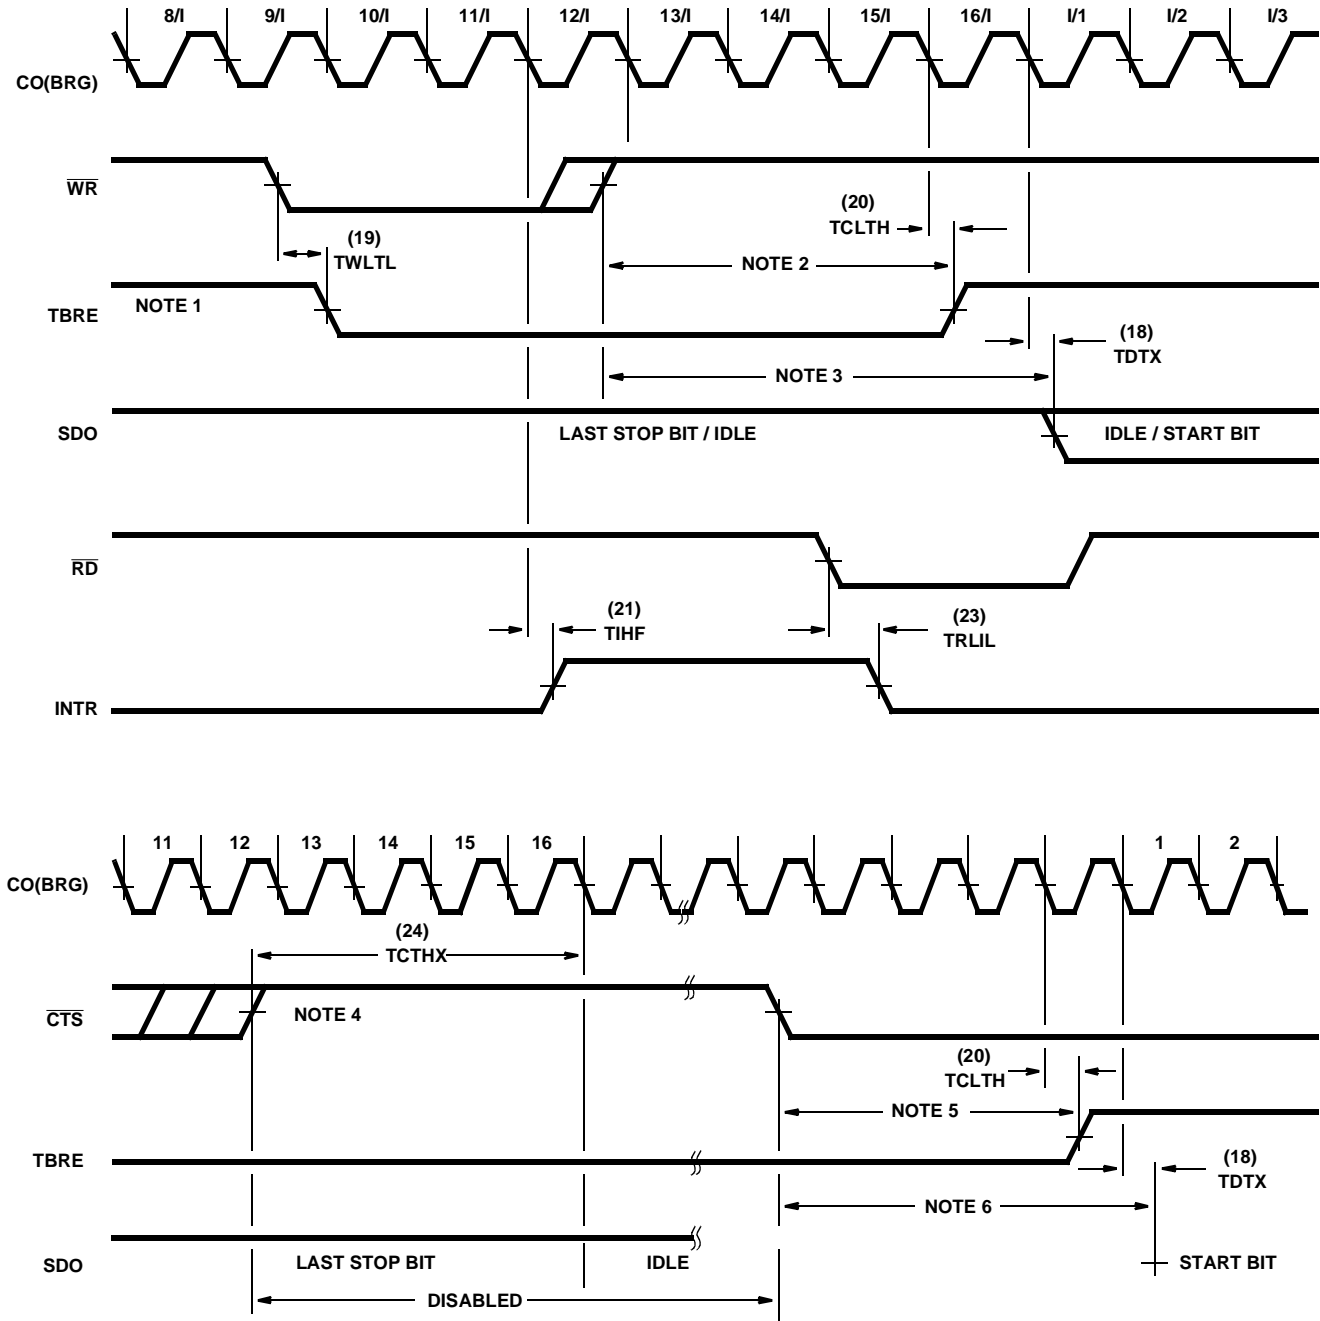 8/I 9/I 10/I 11/I 12/I 13/I 14/I 15/I 16/I I/1 I/2 I/3
CO(BRG)
WR
(20)
TCLTH
(19)
TWLTL
NOTE 2
NOTE 1
TBRE
(18)
TDTX
NOTE 3
SDO
LAST STOP BIT / IDLE
IDLE / START BIT
RD
(21)
TIHF
(23)
TRLIL
INTR
11 12 13 14 15 16 1 2
CO(BRG)
(24)
TCTHX
CTS
NOTE 4
(20)
TCLTH
NOTE 5
TBRE
(18)
TDTX
NOTE 6
SDO
LAST STOP BIT
IDLE
START BIT
DISABLED